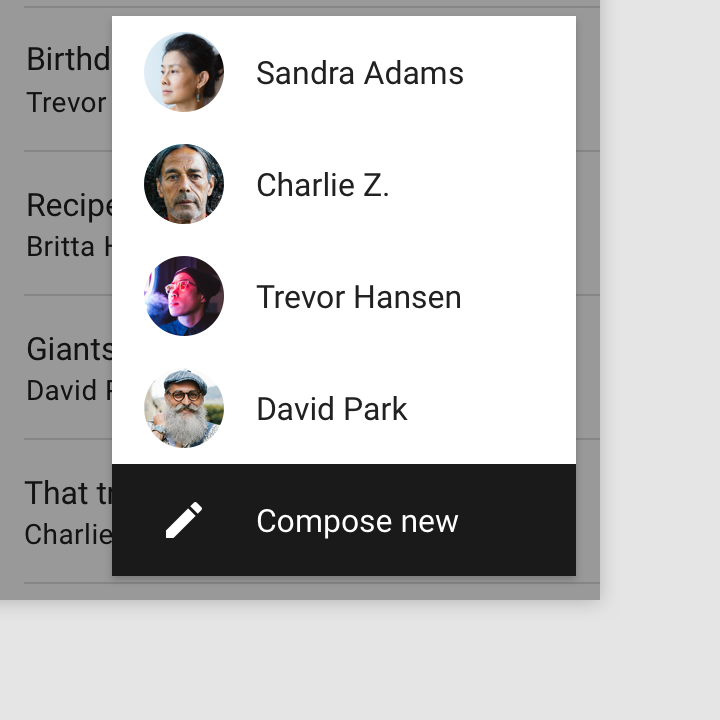 Birthd
Trevor
Recipe
Britta H
Giants
David P
That tr
Charlie
Sandra Adams
Charlie Z.
Trevor Hansen
David Park
Compose new